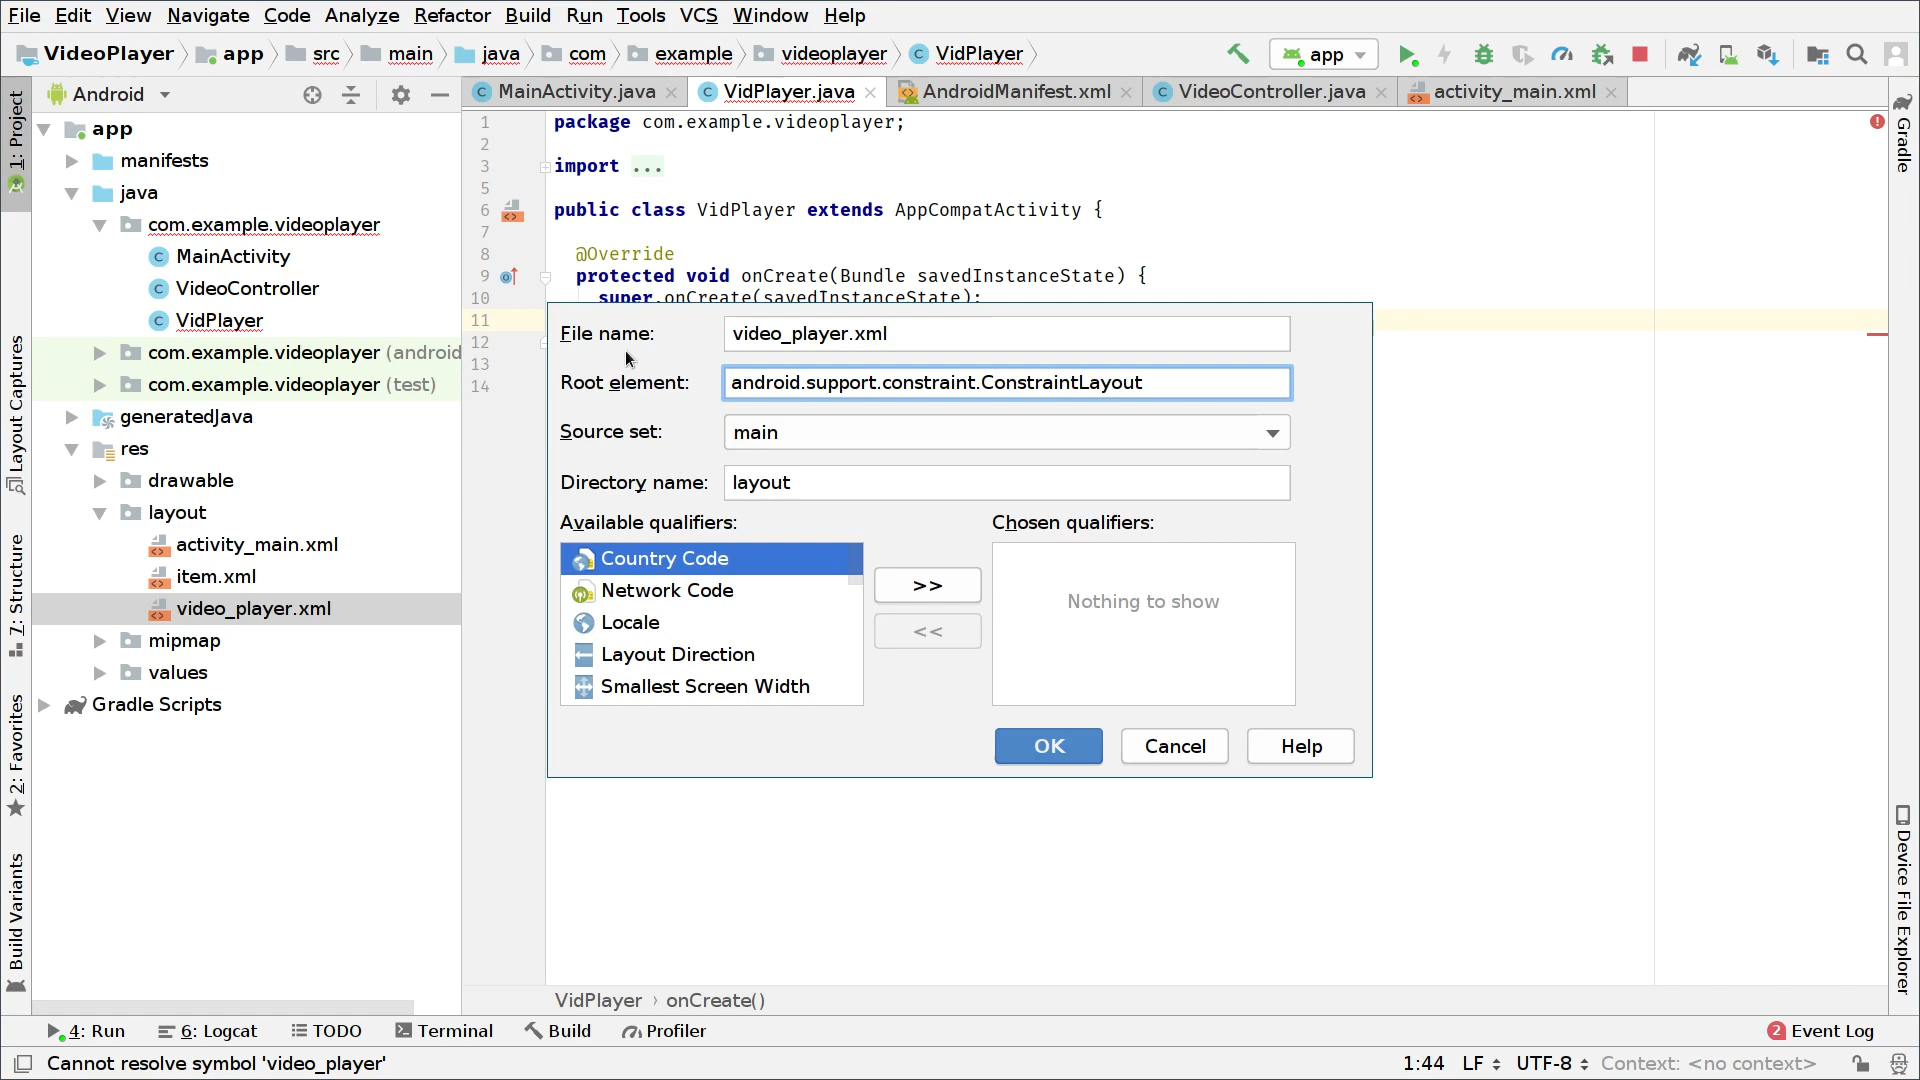 File Edit View Navigate Code Analyze Refactor Build Run Tools VCS Window Help
VideoPlayer app src main java com example videoplayer VidPlayer app
Android
MainActivity.java VidPlayer.java AndroidManifest.xml VideoController.java activity_main.xml
1: Project
Layout Captures
7: Structure
2: Favorites
Build Variants
app
manifests
java
com.example.videoplayer
MainActivity
VideoController
VidPlayer
com.example.videoplayer (android
com.example.videoplayer (test)
generatedJava
res
drawable
layout
activity_main.xml
item.xml
video_player.xml
mipmap
values
Gradle Scripts
1 package com.example.videoplayer;
2
3 import ...
5
6 public class VidPlayer extends AppCompatActivity {
7
8 @Override
9 protected void onCreate(Bundle savedInstanceState) {
10 super.onCreate(savedInstanceState);
11
12
13
14
File name: video_player.xml
Root element: android.support.constraint.ConstraintLayout
Source set: main
Directory name: layout
Available qualifiers: Chosen qualifiers:
Country Code
Network Code
Locale
Layout Direction
Smallest Screen Width
>>
<<
Nothing to show
OK Cancel Help
Gradle
Device File Explorer
VidPlayer › onCreate()
4: Run 6: Logcat TODO Terminal Build Profiler 2 Event Log
Cannot resolve symbol 'video_player' 1:44 LF UTF-8 Context: <no context>